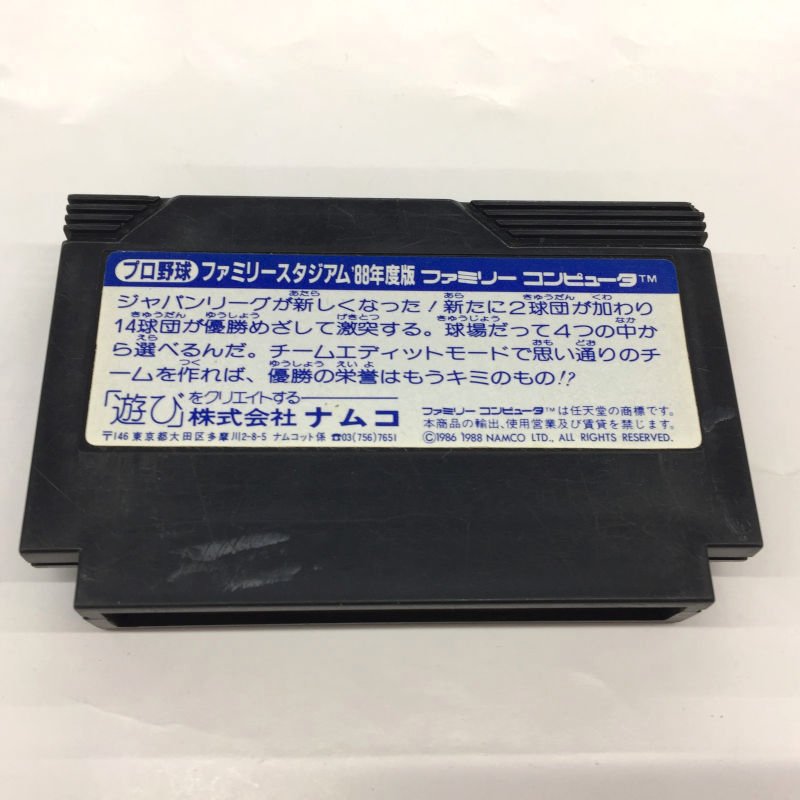 プロ野球 ファミリースタジアム'88年度版 ファミリー コンピュータ™
ジャパンリーグが新しくなった！新たに2球団が加わり
14球団が優勝めざして激突する。球場だって4つの中か
ら選べるんだ。チームエディットモードで思い通りのチ
ームを作れば、優勝の栄誉はもうキミのもの!?
「遊び」をクリエイトする
株式会社 ナムコ
〒146 東京都大田区多摩川2-8-5 ナムコット係 ☎03(756)7651
ファミリー コンピュータ™は任天堂の商標です。
本商品の輸出、使用営業及び賃貸を禁じます。
©1986 1988 NAMCO LTD., ALL RIGHTS RESERVED.